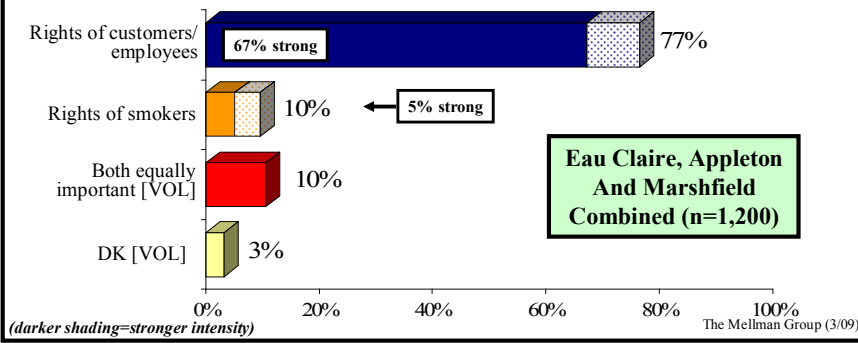 Rights of customers/
employees
67% strong
77%
Rights of smokers
10%
5% strong
Both equally
important [VOL]
10%
Eau Claire, Appleton
And Marshfield
Combined (n=1,200)
DK [VOL]
3%
0%
20%
40%
60%
80%
100%
(darker shading=stronger intensity)
The Mellman Group (3/09)